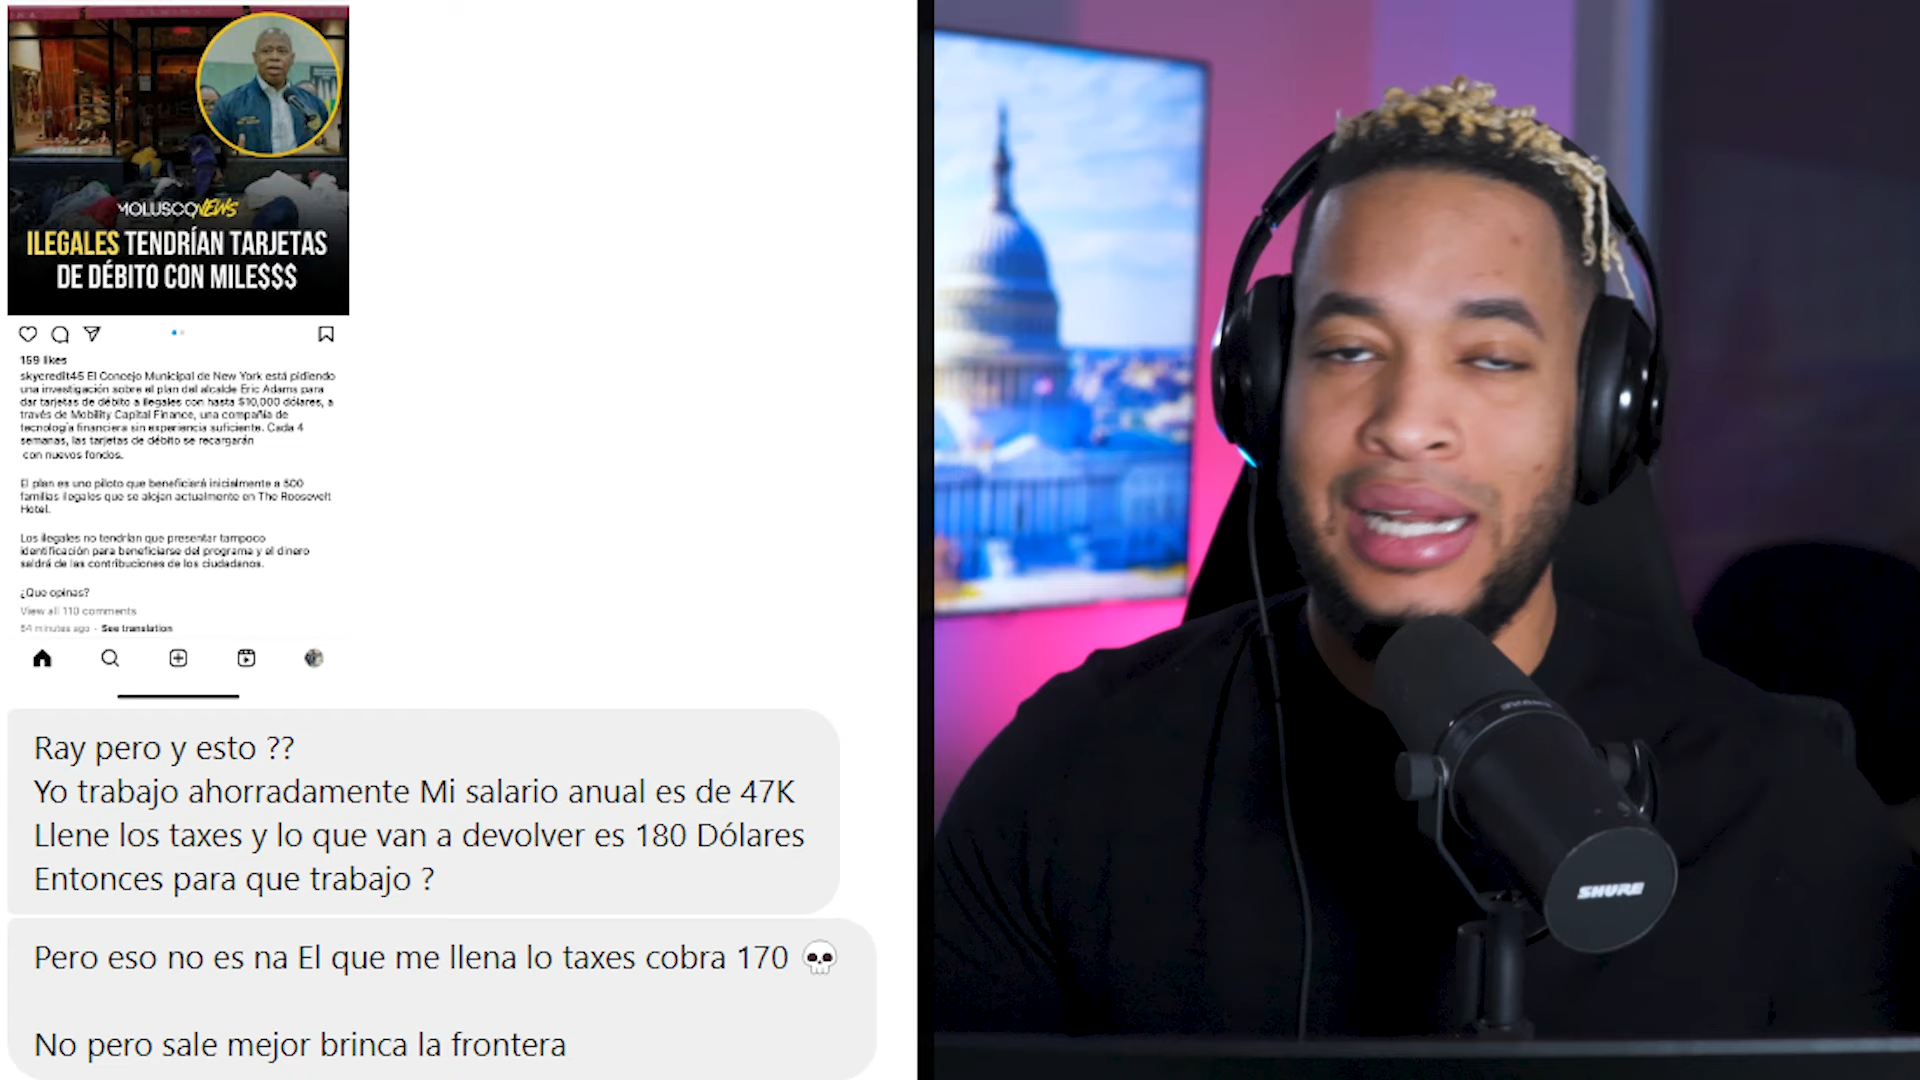 MOLUSCO NEWS
ILEGALES TENDRÍAN TARJETAS
DE DÉBITO CON MILE$$$
159 likes
skycredit46 El Concejo Municipal de New York está pidiendo
una investigación sobre el plan del alcalde Eric Adams para
dar tarjetas de débito a ilegales con hasta $10,000 dólares, a
través de Mobility Capital Finance, una compañía de
tecnología financiera sin experiencia suficiente. Cada 4
semanas, las tarjetas de débito se recargarán
con nuevos fondos.
El plan es uno piloto que beneficiará inicialmente a 500
familias ilegales que se alojan actualmente en The Roosevelt
Hotel.
Los ilegales no tendrían que presentar tampoco
identificación para beneficiarse del programa y el dinero
saldrá de las contribuciones de los ciudadanos.
¿Que opinas?
View all 110 comments
54 minutes ago · See translation
Ray pero y esto ??
Yo trabajo ahorradamente Mi salario anual es de 47K
Llene los taxes y lo que van a devolver es 180 Dólares
Entonces para que trabajo ?
Pero eso no es na El que me llena lo taxes cobra 170 💀
No pero sale mejor brinca la frontera
SHURE